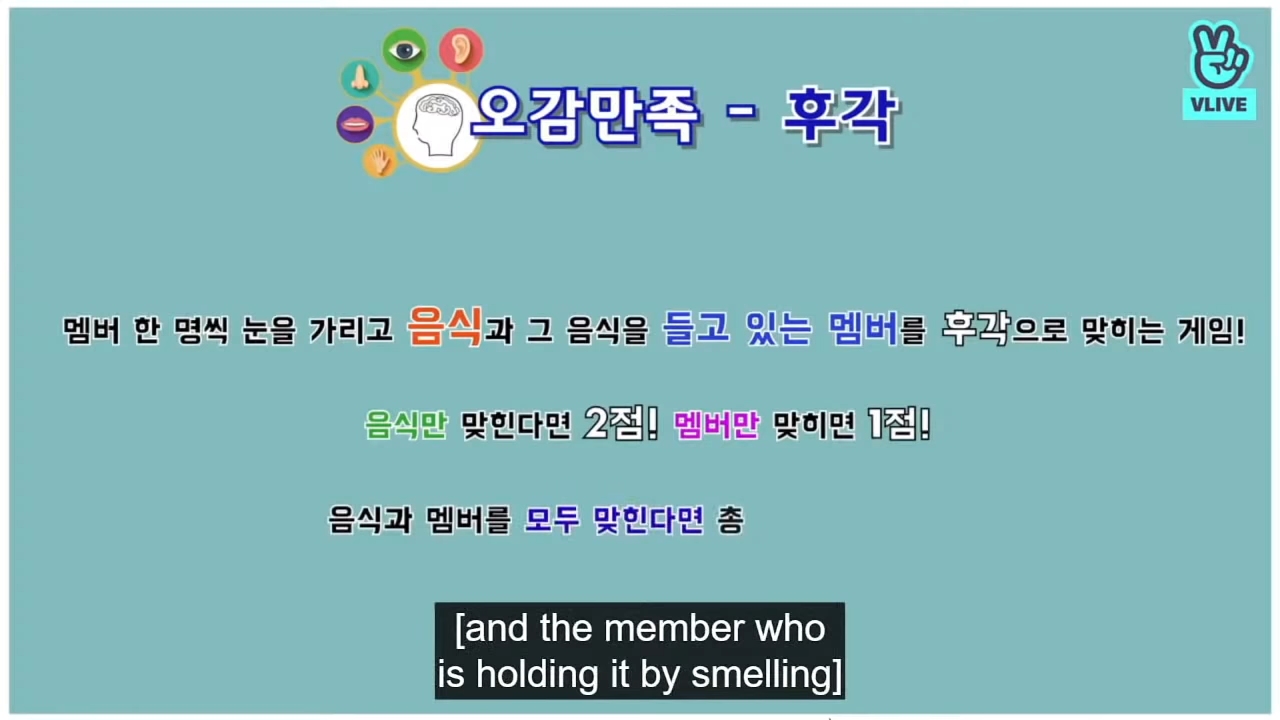 오감만족 - 후각
VLIVE
멤버 한 명씩 눈을 가리고 음식과 그 음식을 들고 있는 멤버를 후각으로 맞히는 게임!
음식만 맞힌다면 2점! 멤버만 맞히면 1점!
음식과 멤버를 모두 맞힌다면 총
[and the member who
is holding it by smelling]